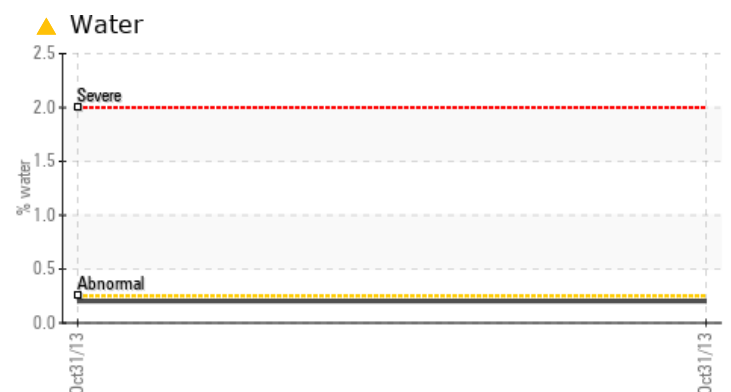 Water
2.5
Severe
2.0
1.5
% water
1.0
0.5
Abnormal
0.0
Oct31/13
Oct31/13